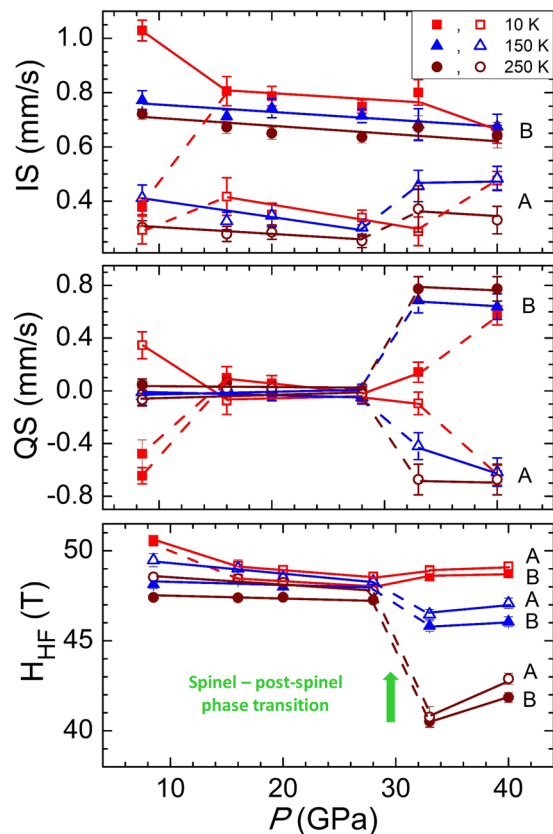 1.0
0.8
0.6
0.4
IS (mm/s)
, 10 K
, 150 K
, 250 K
B
A
0.8
0.4
0.0
-0.4
-0.8
QS (mm/s)
B
A
50
45
40
H_HF (T)
A
B
A
B
A
B
Spinel – post-spinel
phase transition
10 20 30 40
P (GPa)